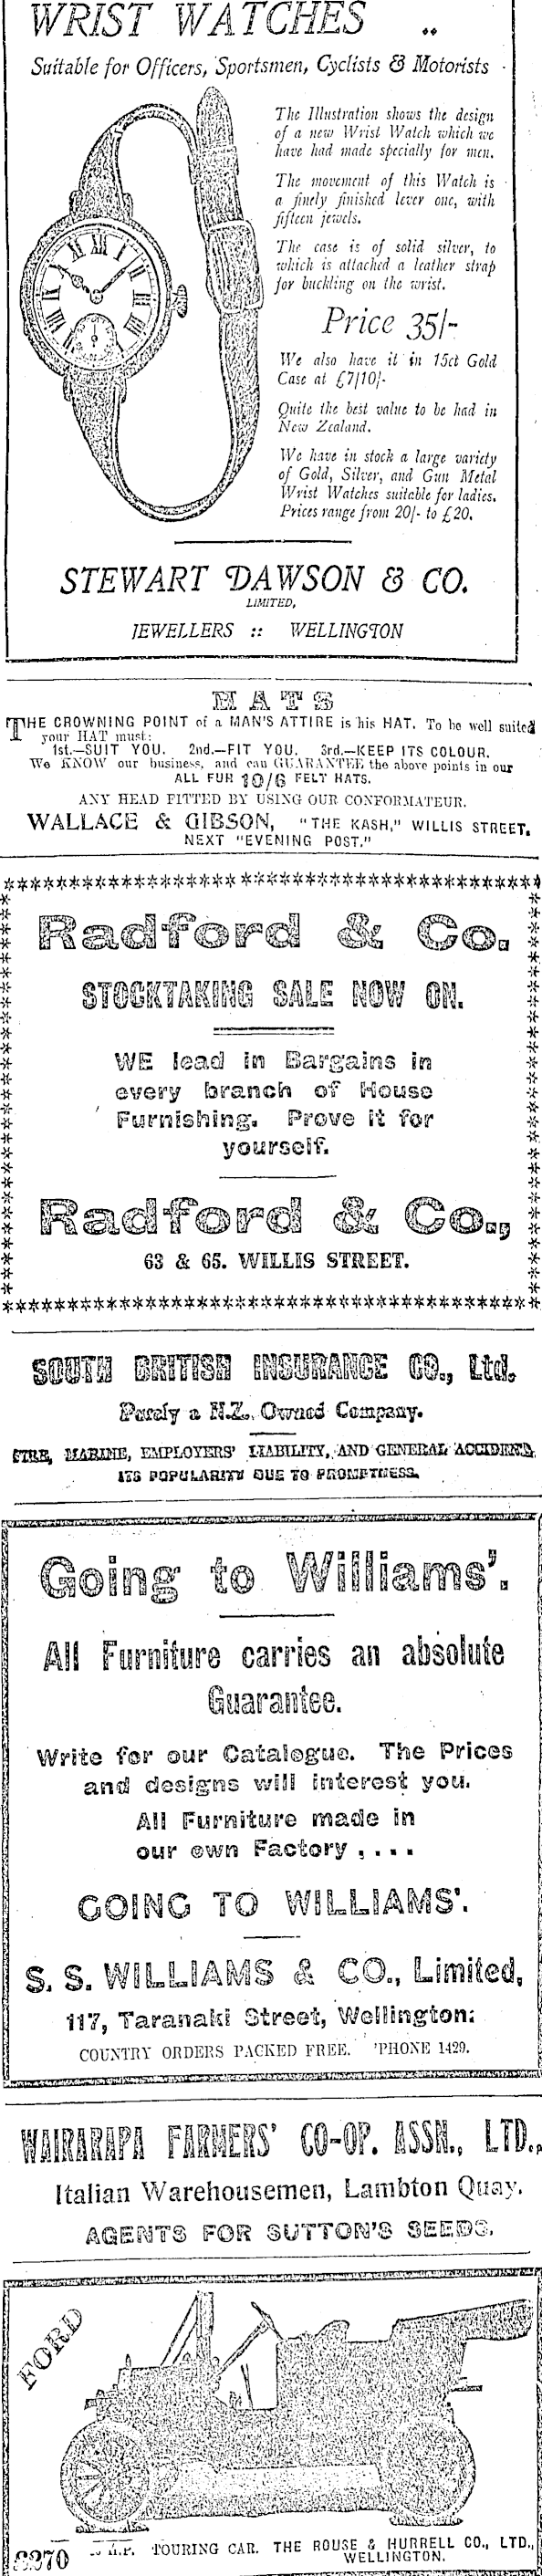 WRIST WATCHES ..
Suitable for Officers, Sportsmen, Cyclists & Motorists
The Illustration shows the design
of a new Wrist Watch which we
have had made specially for men.
The movement of this Watch is
a finely finished lever one, with
fifteen jewels.
The case is of solid silver, to
which is attached a leather strap
for buckling on the wrist.
Price 35/-
We also have it in 15ct Gold
Case at £7/10/-
Quite the best value to be had in
New Zealand.
We have in stock a large variety
of Gold, Silver, and Gun Metal
Wrist Watches suitable for ladies.
Prices range from 20/- to £20.
STEWART DAWSON & CO.
LIMITED,
JEWELLERS :: WELLINGTON
HATS
THE CROWNING POINT of a MAN'S ATTIRE is his HAT. To be well suited
your HAT must:
1st.—SUIT YOU. 2nd.—FIT YOU. 3rd.—KEEP ITS COLOUR.
We KNOW our business, and can GUARANTEE the above points in our
ALL FUR 10/6 FELT HATS.
ANY HEAD FITTED BY USING OUR CONFORMATEUR.
WALLACE & GIBSON, "THE KASH," WILLIS STREET,
NEXT "EVENING POST."
Radford & Co.
STOCKTAKING SALE NOW ON.
WE lead in Bargains in
every branch of House
Furnishing. Prove it for
yourself.
Radford & Co.,
63 & 65. WILLIS STREET.
SOUTH BRITISH INSURANCE CO., Ltd.
Purely a N.Z. Owned Company.
FIRE, MARINE, EMPLOYERS' LIABILITY, AND GENERAL ACCIDENT.
ITS POPULARITY DUE TO PROMPTNESS.
Going to Williams'.
All Furniture carries an absolute
Guarantee.
Write for our Catalogue. The Prices
and designs will interest you.
All Furniture made in
our own Factory . . . .
GOING TO WILLIAMS'.
S. S. WILLIAMS & CO., Limited,
117, Taranaki Street, Wellington:
COUNTRY ORDERS PACKED FREE. 'PHONE 1429.
WAIRARAPA FARMERS' CO-OP. ASSN., LTD.,
Italian Warehousemen, Lambton Quay.
AGENTS FOR SUTTON'S SEEDS.
FORD
£270 H.P. TOURING CAR. THE ROUSE & HURRELL CO., LTD.,
WELLINGTON.